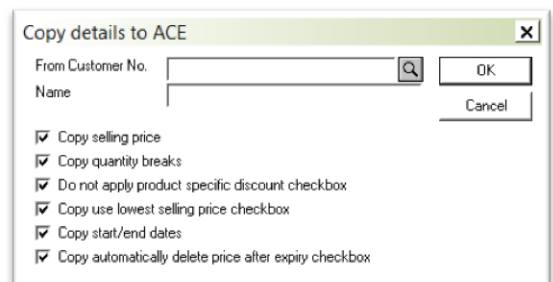 Copy details to ACE
From Customer No.
OK
Name
Cancel
Copy selling price
Copy quantity breaks
Do not apply product specific discount checkbox
Copy use lowest selling price checkbox
Copy start/end dates
Copy automatically delete price after expiry checkbox